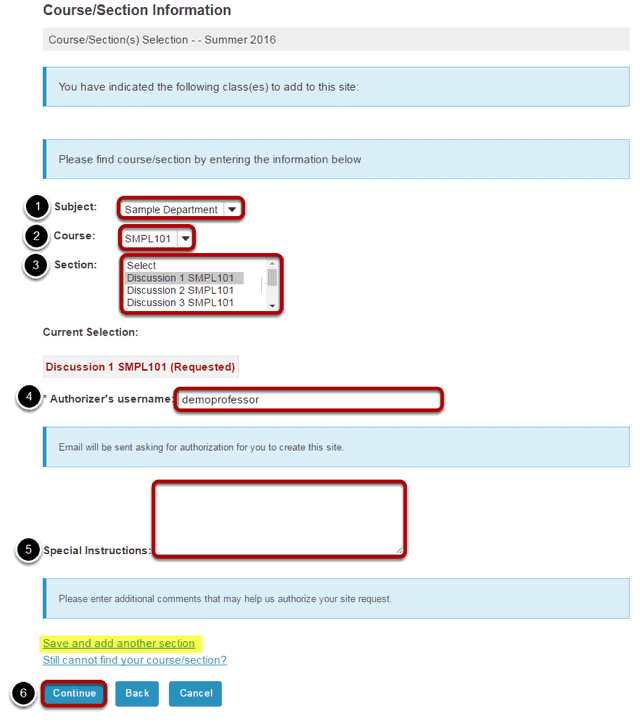 Course/Section Information
Course/Section(s) Selection - - Summer 2016
You have indicated the following class(es) to add to this site:
Please find course/section by entering the information below
1 Subject: Sample Department
2 Course: SMPL101
3 Section: Select
Discussion 1 SMPL101
Discussion 2 SMPL101
Discussion 3 SMPL101
Current Selection:
Discussion 1 SMPL101 (Requested)
4 * Authorizer's username: demoprofessor
Email will be sent asking for authorization for you to create this site.
5 Special Instructions:
Please enter additional comments that may help us authorize your site request.
Save and add another section
Still cannot find your course/section?
6 Continue Back Cancel